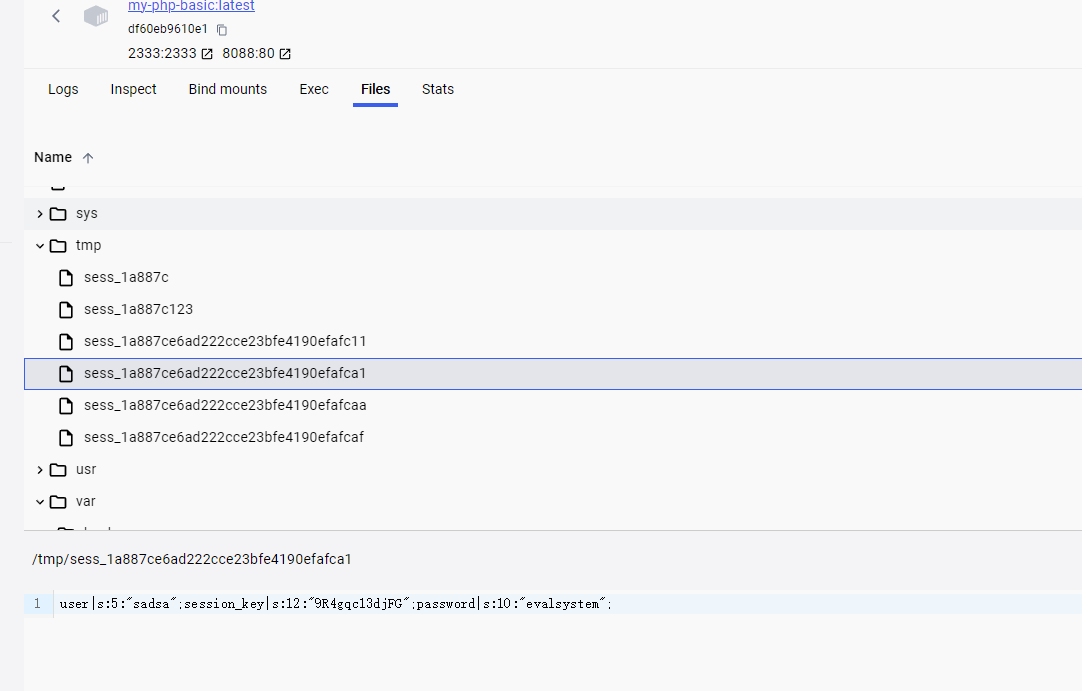 my-php-basic:latest
df60eb9610e1
2333:2333 8088:80
Logs Inspect Bind mounts Exec Files Stats
Name
sys
tmp
sess_1a887c
sess_1a887c123
sess_1a887ce6ad222cce23bfe4190efafc11
sess_1a887ce6ad222cce23bfe4190efafca1
sess_1a887ce6ad222cce23bfe4190efafcaa
sess_1a887ce6ad222cce23bfe4190efafcaf
usr
var
/tmp/sess_1a887ce6ad222cce23bfe4190efafca1
1 user|s:5:"sadsa";session_key|s:12:"9R4gqc13djFG";password|s:10:"evalsystem";